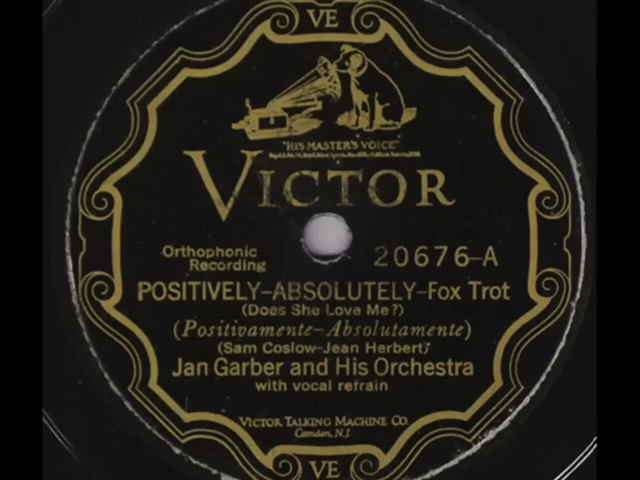 VE
"HIS MASTER'S VOICE"
VICTOR
Orthophonic
Recording
20676-A
POSITIVELY-ABSOLUTELY-Fox Trot
(Does She Love Me?)
(Positivamente-Absolutamente)
(Sam Coslow-Jean Herbert)
Jan Garber and His Orchestra
with vocal refrain
VICTOR TALKING MACHINE CO.
Camden, N.J.
VE